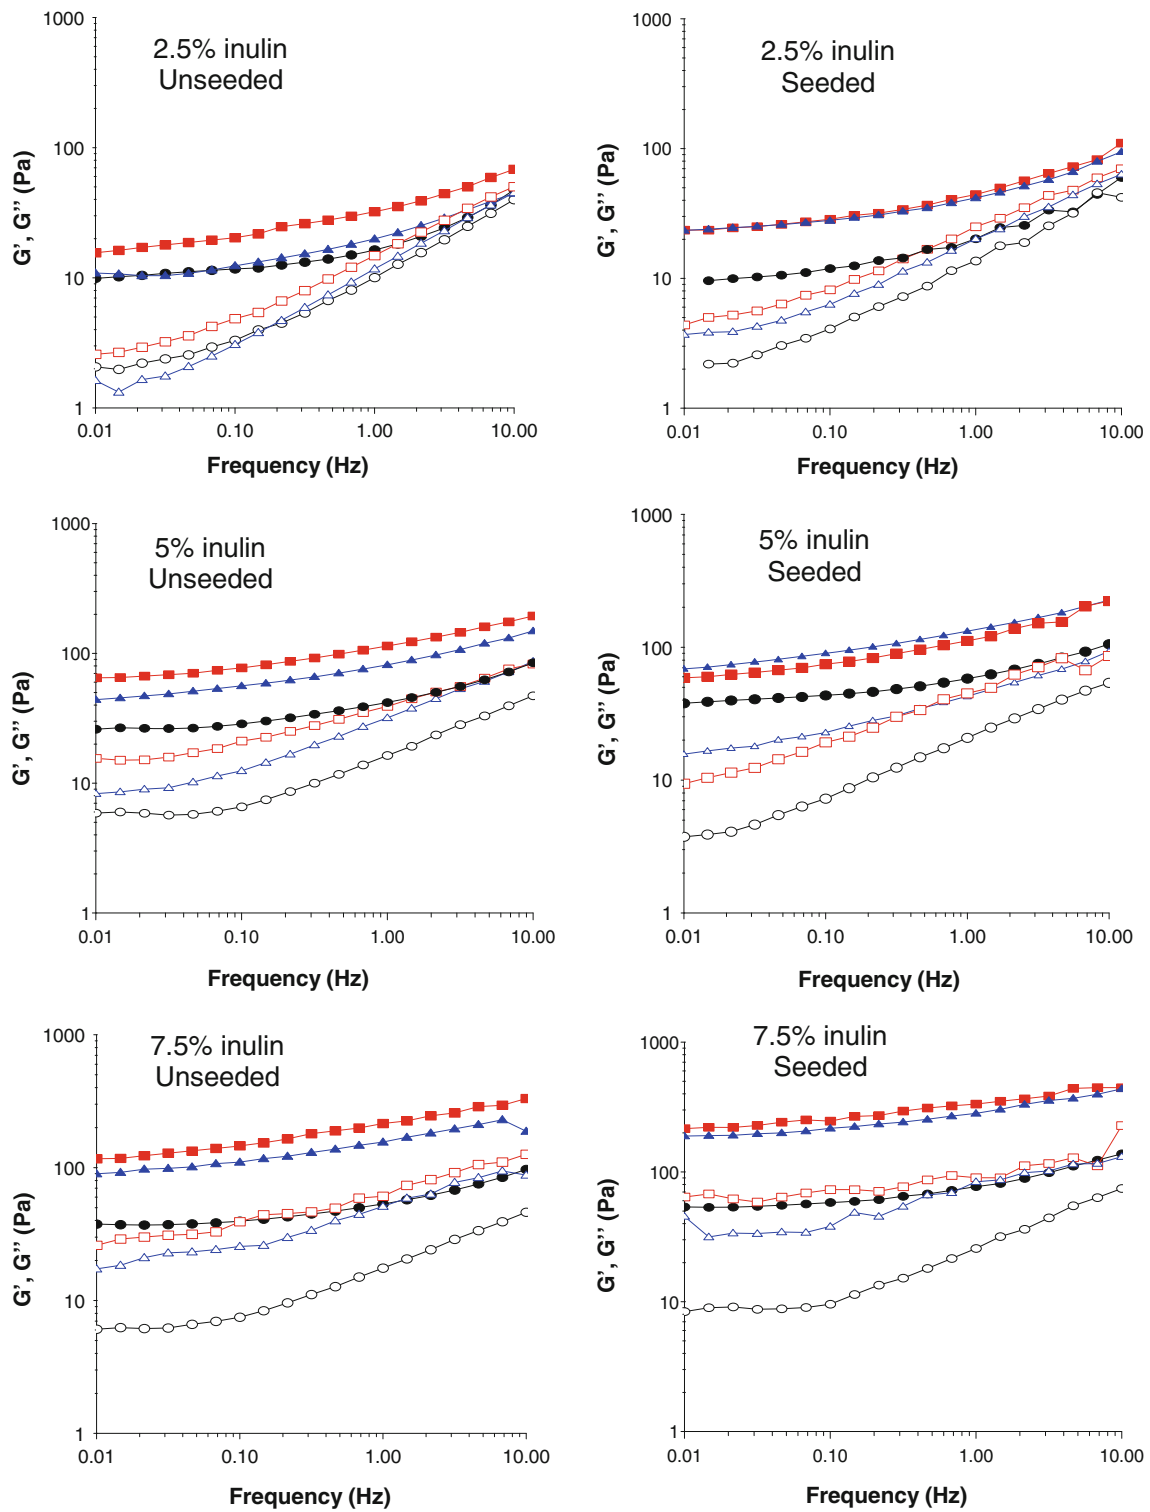 2.5% inulin
Unseeded
1000
100
10
1
G', G'' (Pa)
0.01 0.10 1.00 10.00
Frequency (Hz)
2.5% inulin
Seeded
1000
100
10
1
G', G'' (Pa)
0.01 0.10 1.00 10.00
Frequency (Hz)
5% inulin
Unseeded
1000
100
10
1
G', G'' (Pa)
0.01 0.10 1.00 10.00
Frequency (Hz)
5% inulin
Seeded
1000
100
10
1
G', G'' (Pa)
0.01 0.10 1.00 10.00
Frequency (Hz)
7.5% inulin
Unseeded
1000
100
10
1
G', G'' (Pa)
0.01 0.10 1.00 10.00
Frequency (Hz)
7.5% inulin
Seeded
1000
100
10
1
G', G'' (Pa)
0.01 0.10 1.00 10.00
Frequency (Hz)